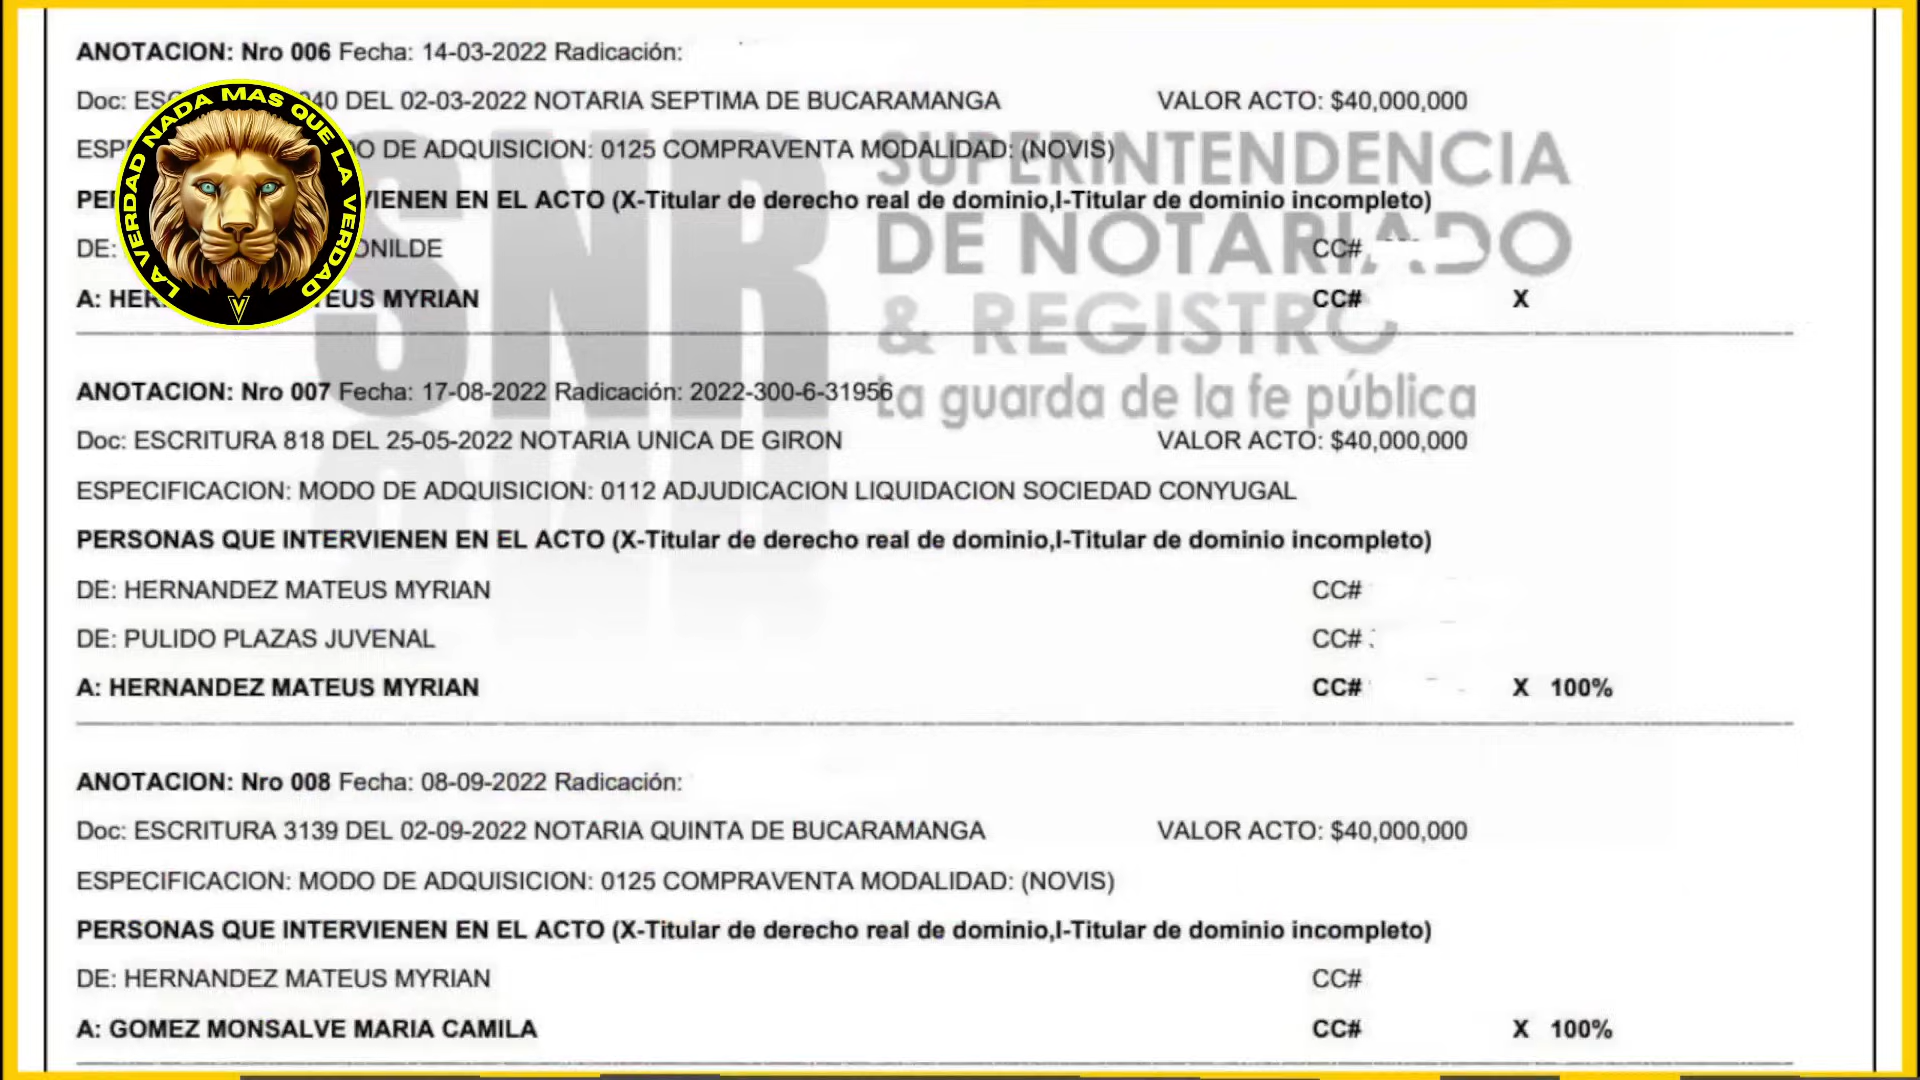 ANOTACION: Nro 006 Fecha: 14-03-2022 Radicación:
Doc: ESC 040 DEL 02-03-2022 NOTARIA SEPTIMA DE BUCARAMANGA VALOR ACTO: $40,000,000
ESP O DE ADQUISICION: 0125 COMPRAVENTA MODALIDAD: (NOVIS)
PE VIENEN EN EL ACTO (X-Titular de derecho real de dominio,I-Titular de dominio incompleto)
DE: ONILDE CC#
A: HER TEUS MYRIAN CC# X
LA VERDAD NADA MAS QUE LA VERDAD
V
SNR
SUPERINTENDENCIA
DE NOTARIADO
& REGISTRO
La guarda de la fe pública
ANOTACION: Nro 007 Fecha: 17-08-2022 Radicación: 2022-300-6-31956
Doc: ESCRITURA 818 DEL 25-05-2022 NOTARIA UNICA DE GIRON VALOR ACTO: $40,000,000
ESPECIFICACION: MODO DE ADQUISICION: 0112 ADJUDICACION LIQUIDACION SOCIEDAD CONYUGAL
PERSONAS QUE INTERVIENEN EN EL ACTO (X-Titular de derecho real de dominio,I-Titular de dominio incompleto)
DE: HERNANDEZ MATEUS MYRIAN CC#
DE: PULIDO PLAZAS JUVENAL CC#
A: HERNANDEZ MATEUS MYRIAN CC# X 100%
ANOTACION: Nro 008 Fecha: 08-09-2022 Radicación:
Doc: ESCRITURA 3139 DEL 02-09-2022 NOTARIA QUINTA DE BUCARAMANGA VALOR ACTO: $40,000,000
ESPECIFICACION: MODO DE ADQUISICION: 0125 COMPRAVENTA MODALIDAD: (NOVIS)
PERSONAS QUE INTERVIENEN EN EL ACTO (X-Titular de derecho real de dominio,I-Titular de dominio incompleto)
DE: HERNANDEZ MATEUS MYRIAN CC#
A: GOMEZ MONSALVE MARIA CAMILA CC# X 100%